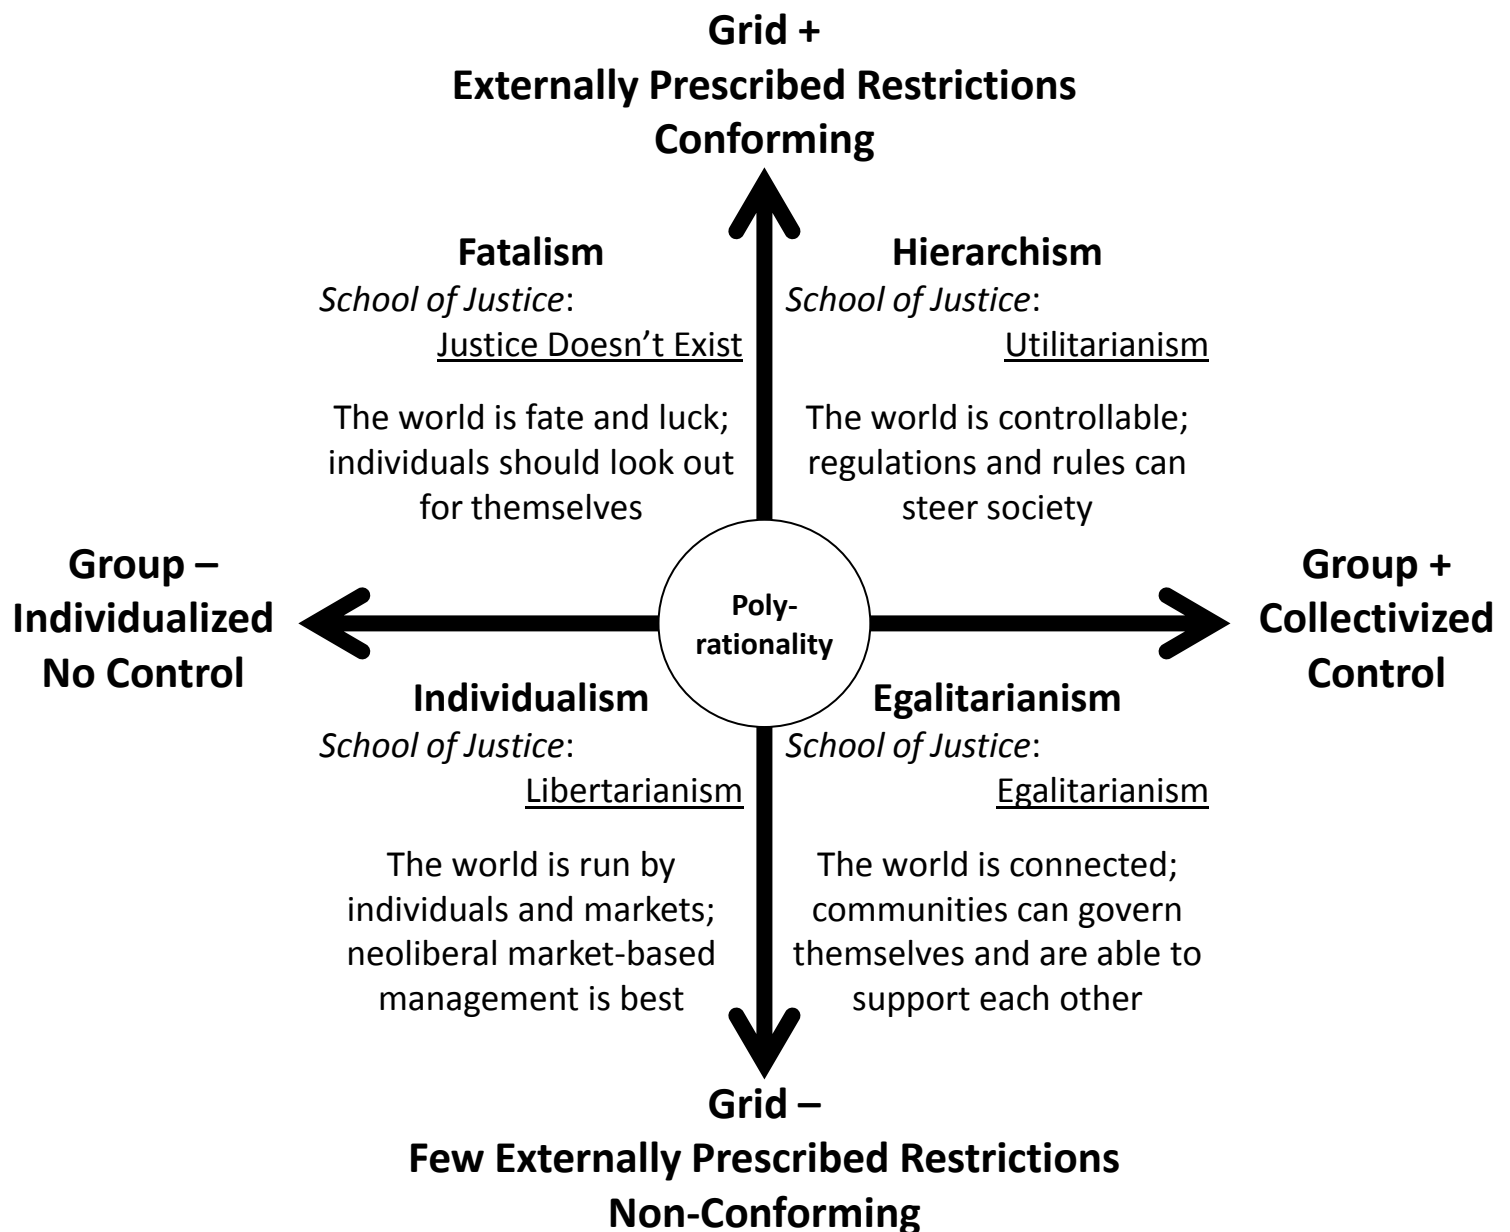 Grid +
Externally Prescribed Restrictions
Conforming
Fatalism
School of Justice:
Justice Doesn’t Exist
The world is fate and luck;
individuals should look out
for themselves
Hierarchism
School of Justice:
Utilitarianism
The world is controllable;
regulations and rules can
steer society
Group –
Individualized
No Control
Poly-
rationality
Group +
Collectivized
Control
Individualism
School of Justice:
Libertarianism
The world is run by
individuals and markets;
neoliberal market-based
management is best
Egalitarianism
School of Justice:
Egalitarianism
The world is connected;
communities can govern
themselves and are able to
support each other
Grid –
Few Externally Prescribed Restrictions
Non-Conforming